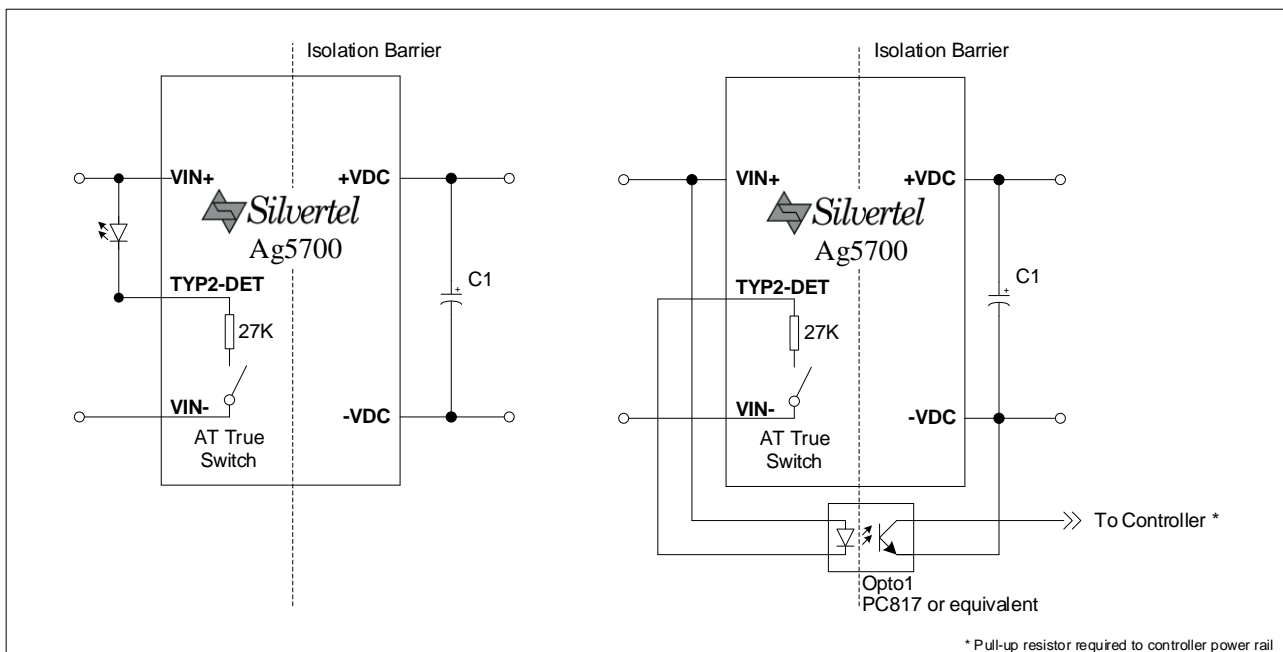 Isolation Barrier
VIN+
+VDC
Silvertel
Ag5700
TYP2-DET
27K
C1
VIN-
-VDC
AT True
Switch
Isolation Barrier
VIN+
+VDC
Silvertel
Ag5700
TYP2-DET
27K
C1
VIN-
-VDC
AT True
Switch
To Controller *
Opto1
PC817 or equivalent
* Pull-up resistor required to controller power rail